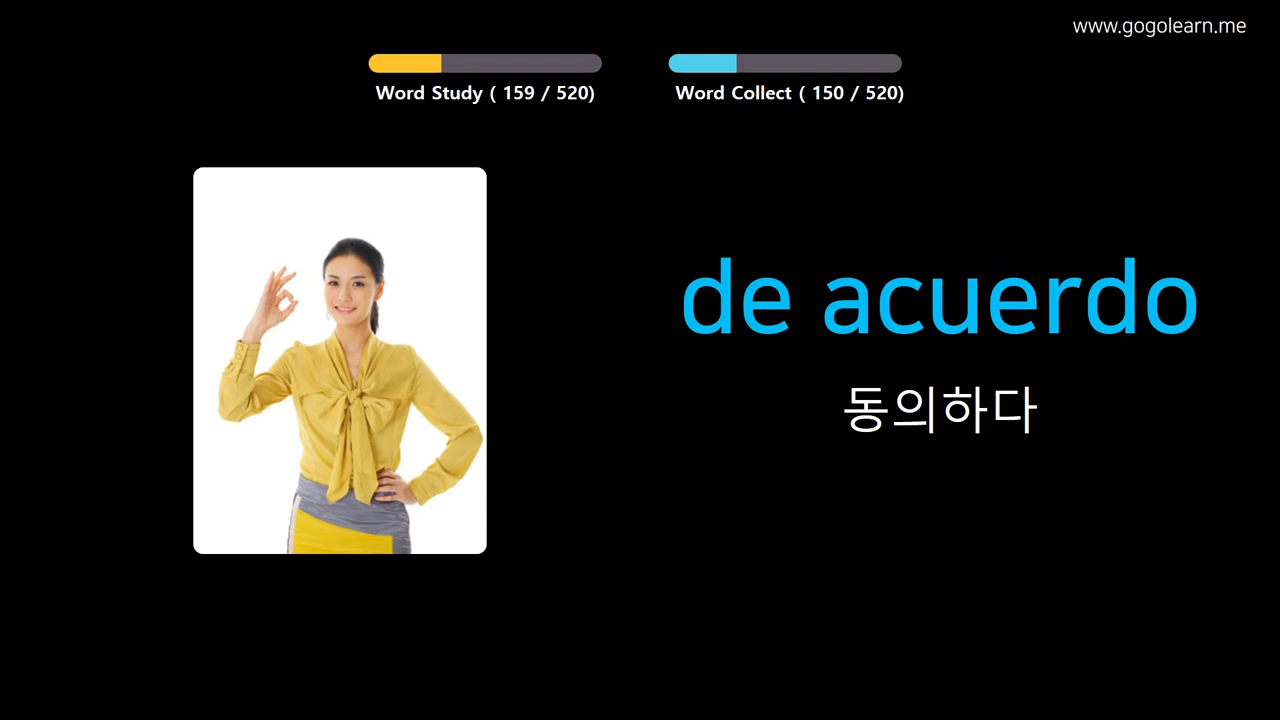 www.gogolearn.me
Word Study ( 159 / 520)
Word Collect ( 150 / 520)
de acuerdo
동의하다